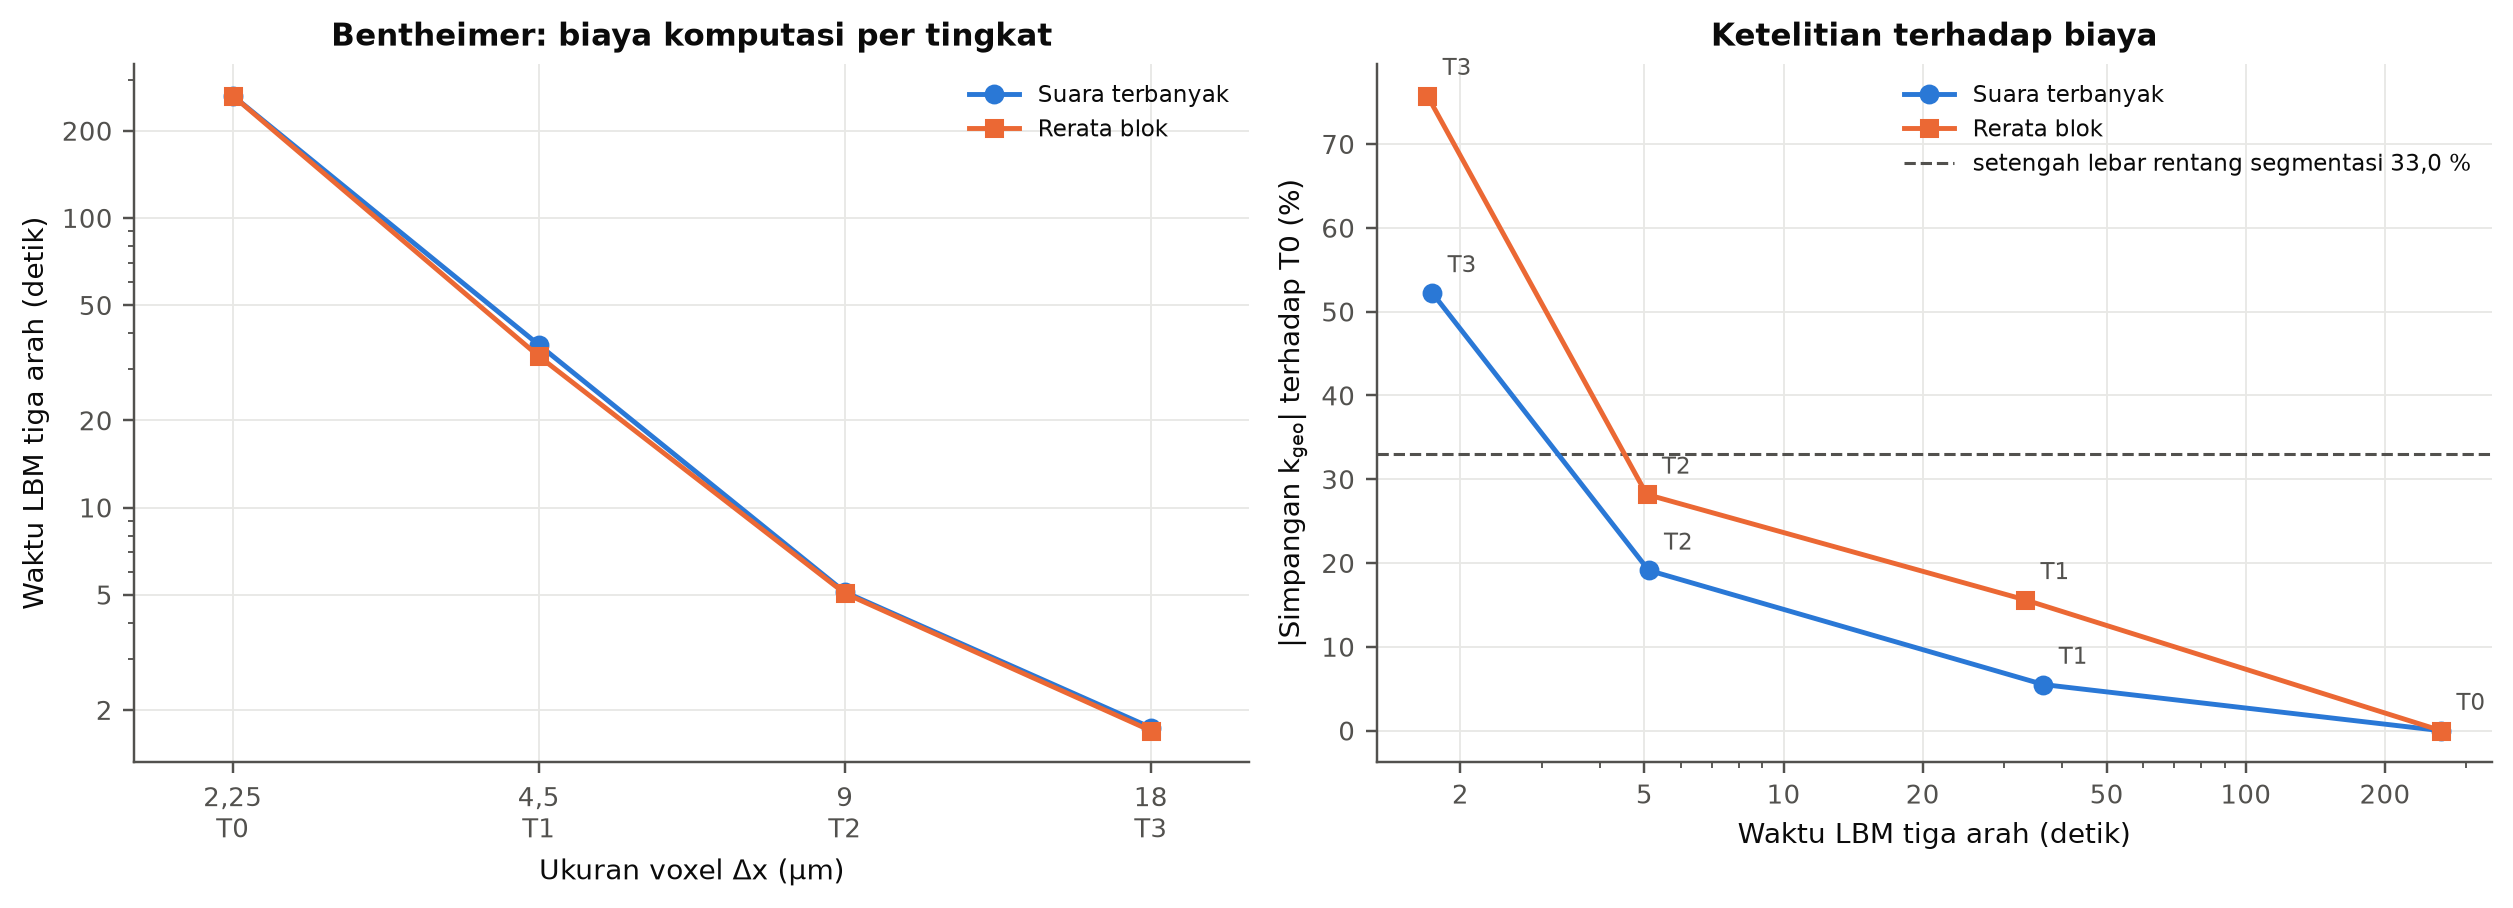 Bentheimer: biaya komputasi per tingkat
Suara terbanyak
Rerata blok
Waktu LBM tiga arah (detik)
200
100
50
20
10
5
2
2,25
T0
4,5
T1
9
T2
18
T3
Ukuran voxel Δx (µm)
Ketelitian terhadap biaya
Suara terbanyak
Rerata blok
setengah lebar rentang segmentasi 33,0 %
|Simpangan kgeo| terhadap T0 (%)
70
60
50
40
30
20
10
0
T3
T3
T2
T2
T1
T1
T0
2
5
10
20
50
100
200
Waktu LBM tiga arah (detik)